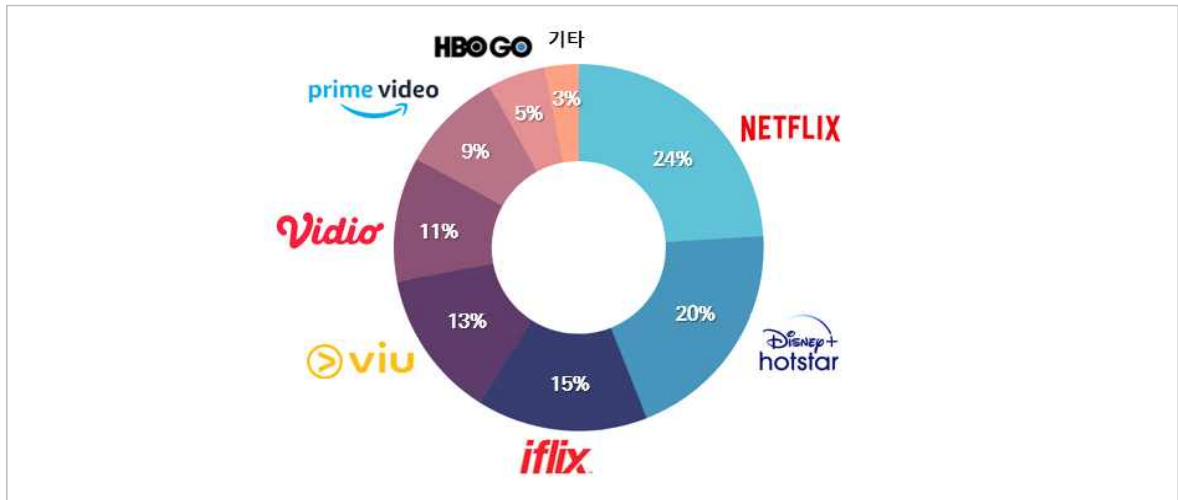 HBO GO
기타
prime video
NETFLIX
3%
5%
9%
24%
Vidio
11%
20%
Disney+
hotstar
13%
viu
15%
iflix